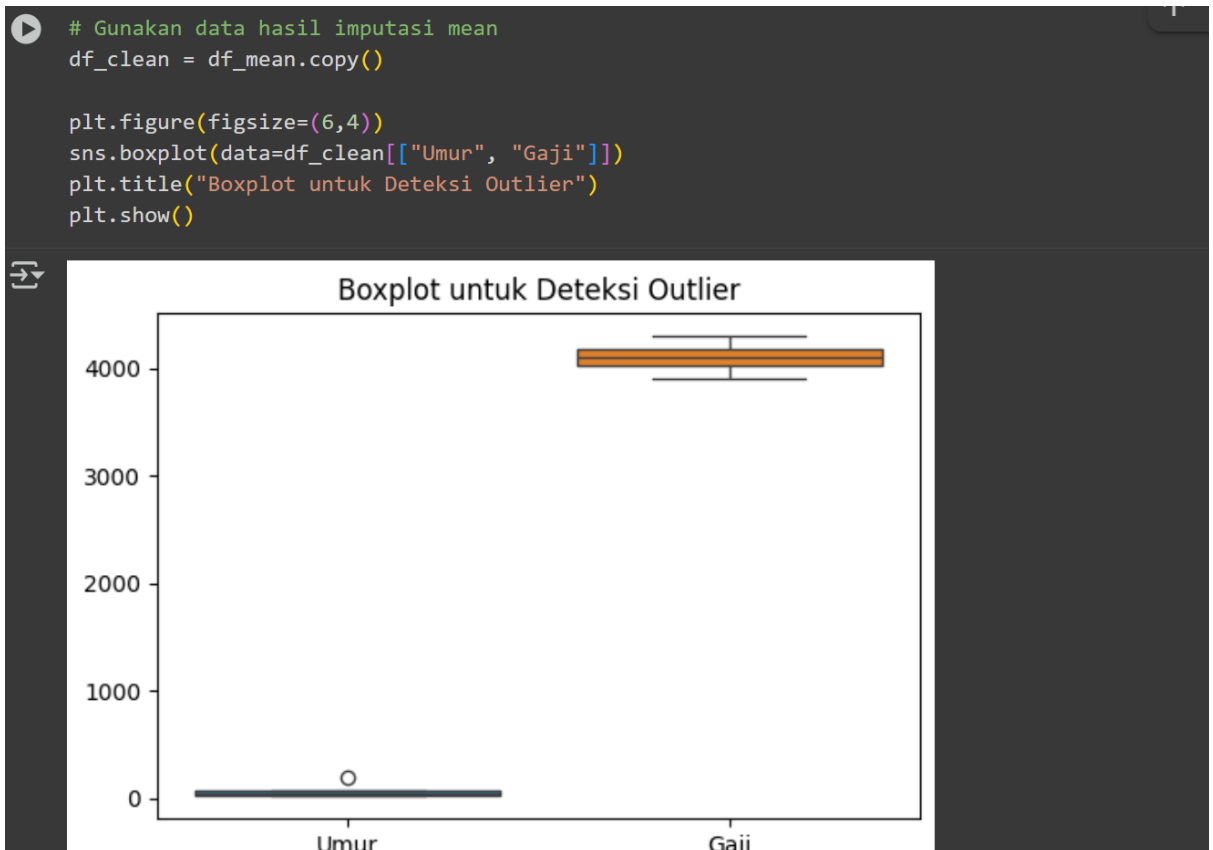 # Gunakan data hasil imputasi mean
df_clean = df_mean.copy()
plt.figure(figsize=(6,4))
sns.boxplot(data=df_clean[["Umur", "Gaji"]])
plt.title("Boxplot untuk Deteksi Outlier")
plt.show()
Boxplot untuk Deteksi Outlier
4000
3000
2000
1000
0
Umur Gaji